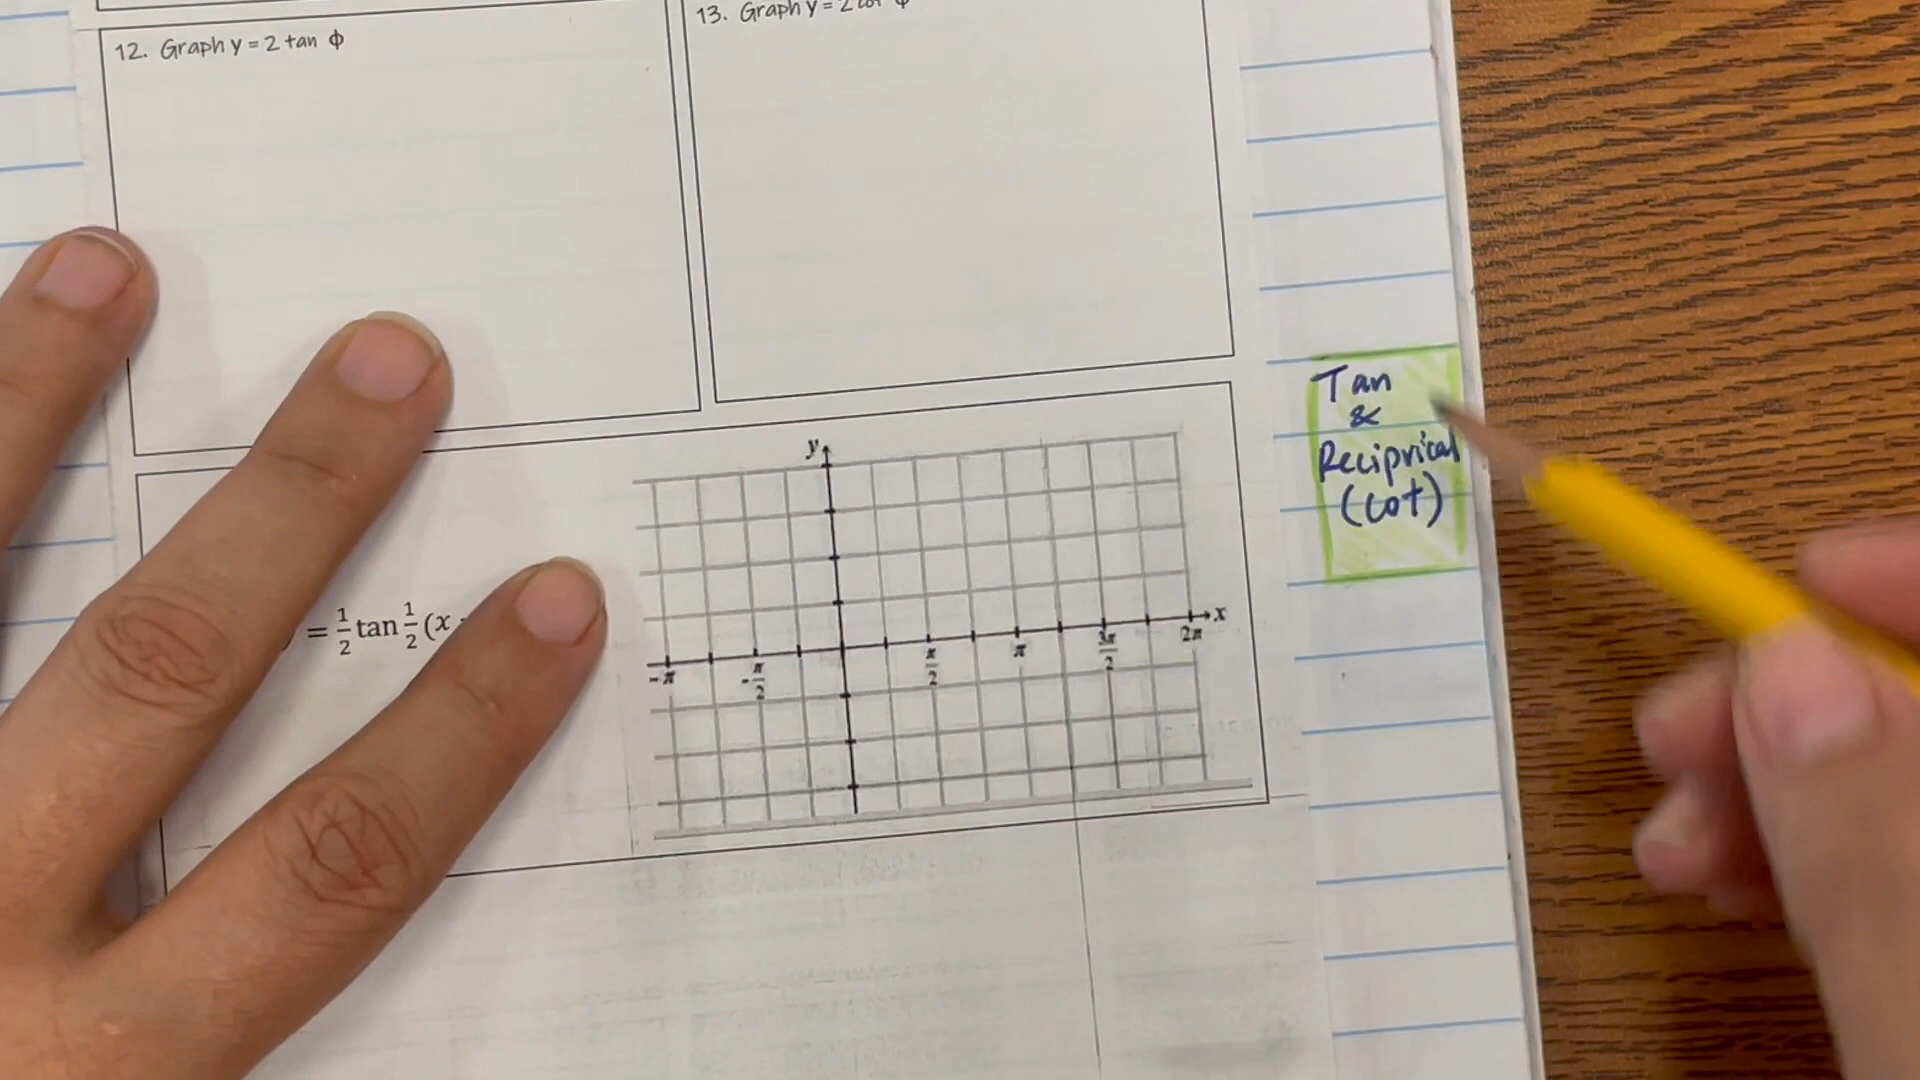 12. Graph y = 2 tan ϕ
13. Graph y = 2 cot ϕ
= 1/2 tan 1/2 (x
y
x
-π
-π/2
π/2
π
3π/2
2π
Tan
&
Reciprical
(cot)